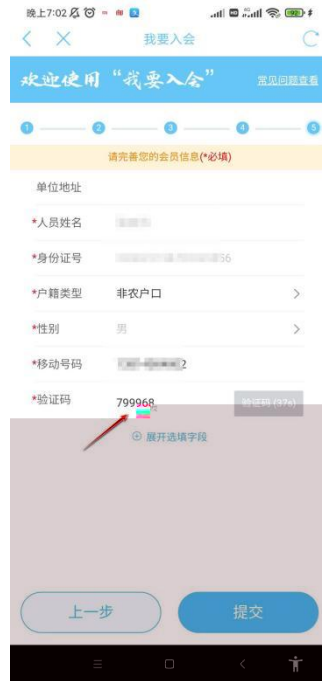 晚上7:02
我要入会
欢迎使用“我要入会”
常见问题查看
1 2 3 4 5
请完善您的会员信息(*必填)
单位地址
*人员姓名
*身份证号 56
*户籍类型 非农户口
*性别 男
*移动号码 2
*验证码 799968 验证码(37s)
展开选填字段
上一步 提交